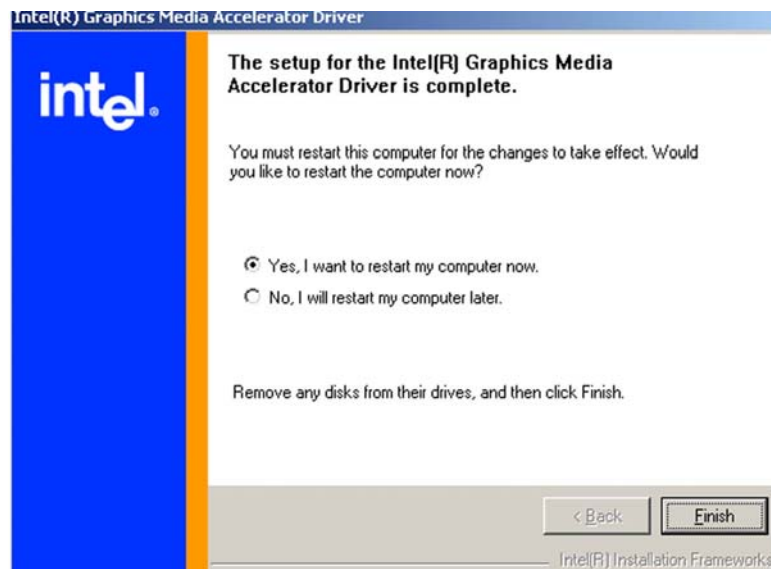 Intel(R) Graphics Media Accelerator Driver
intel®
The setup for the Intel(R) Graphics Media
Accelerator Driver is complete.
You must restart this computer for the changes to take effect. Would
you like to restart the computer now?
Yes, I want to restart my computer now.
No, I will restart my computer later.
Remove any disks from their drives, and then click Finish.
< Back
Finish
Intel(R) Installation Frameworks